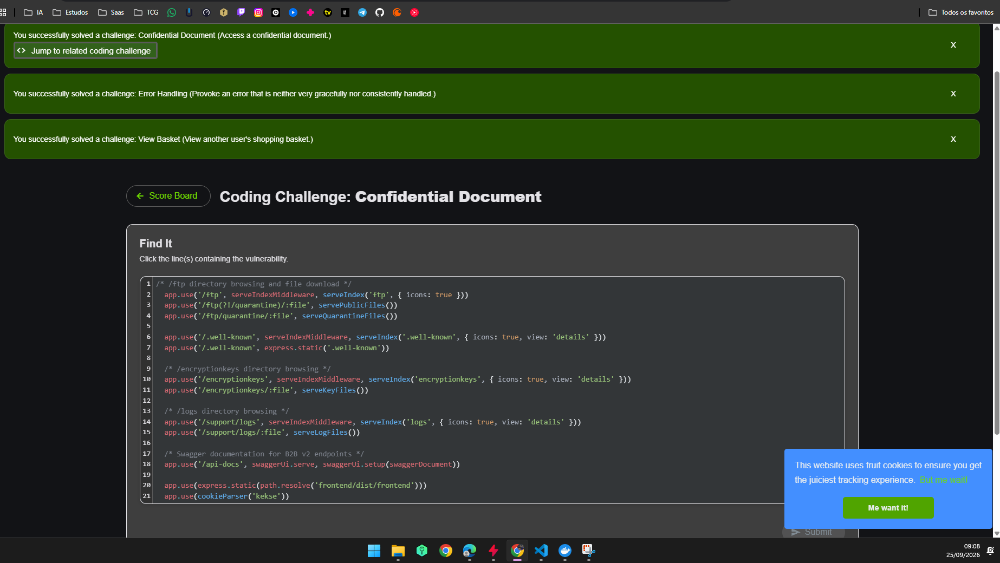 IA Estudos Saas TCG Todos os favoritos
You successfully solved a challenge: Confidential Document (Access a confidential document.)
<> Jump to related coding challenge
X
You successfully solved a challenge: Error Handling (Provoke an error that is neither very gracefully nor consistently handled.)
X
You successfully solved a challenge: View Basket (View another user's shopping basket.)
X
Score Board
Coding Challenge: Confidential Document
Find It
Click the line(s) containing the vulnerability.
1 /* /ftp directory browsing and file download */
2 app.use('/ftp', serveIndexMiddleware, serveIndex('ftp', { icons: true }))
3 app.use('/ftp(?!/quarantine)/:file', servePublicFiles())
4 app.use('/ftp/quarantine/:file', serveQuarantineFiles())
5
6 app.use('/.well-known', serveIndexMiddleware, serveIndex('.well-known', { icons: true, view: 'details' }))
7 app.use('/.well-known', express.static('.well-known'))
8
9 /* /encryptionkeys directory browsing */
10 app.use('/encryptionkeys', serveIndexMiddleware, serveIndex('encryptionkeys', { icons: true, view: 'details' }))
11 app.use('/encryptionkeys/:file', serveKeyFiles())
12
13 /* /logs directory browsing */
14 app.use('/support/logs', serveIndexMiddleware, serveIndex('logs', { icons: true, view: 'details' }))
15 app.use('/support/logs/:file', serveLogFiles())
16
17 /* Swagger documentation for B2B v2 endpoints */
18 app.use('/api-docs', swaggerUi.serve, swaggerUi.setup(swaggerDocument))
19
20 app.use(express.static(path.resolve('frontend/dist/frontend')))
21 app.use(cookieParser('kekse'))
This website uses fruit cookies to ensure you get
the juiciest tracking experience. But me wait!
Me want it!
Submit
09:08
25/09/2026